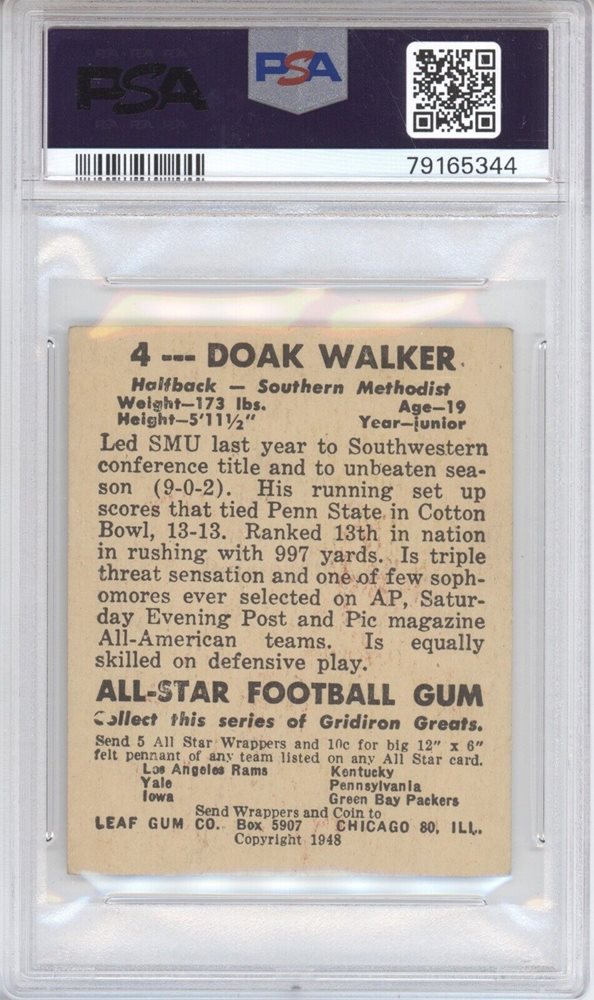 PSA
PSA
79165344
4 --- DOAK WALKER
Halfback — Southern Methodist
Weight—173 lbs. Age—19
Height—5'11½" Year—junior
Led SMU last year to Southwestern
conference title and to unbeaten sea-
son (9-0-2). His running set up
scores that tied Penn State in Cotton
Bowl, 13-13. Ranked 13th in nation
in rushing with 997 yards. Is triple
threat sensation and one of few soph-
omores ever selected on AP, Satur-
day Evening Post and Pic magazine
All-American teams. Is equally
skilled on defensive play.
ALL-STAR FOOTBALL GUM
Collect this series of Gridiron Greats.
Send 5 All Star Wrappers and 10c for big 12" x 6"
felt pennant of any team listed on any All Star card.
Los Angeles Rams Kentucky
Yale Pennsylvania
Iowa Green Bay Packers
Send Wrappers and Coin to
LEAF GUM CO. Box 5907 CHICAGO 80, ILL.
Copyright 1948